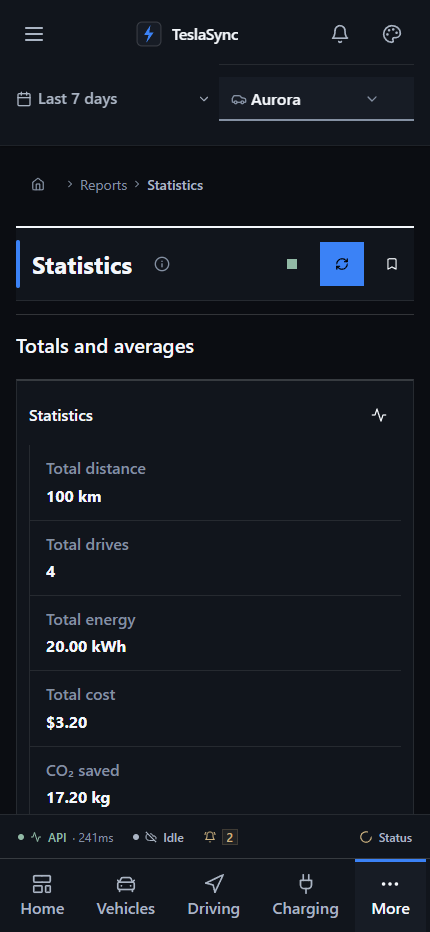 TeslaSync
Last 7 days
Aurora
Reports
Statistics
Statistics
Totals and averages
Statistics
Total distance
100 km
Total drives
4
Total energy
20.00 kWh
Total cost
$3.20
CO₂ saved
17.20 kg
API · 241ms
Idle
2
Status
Home
Vehicles
Driving
Charging
More